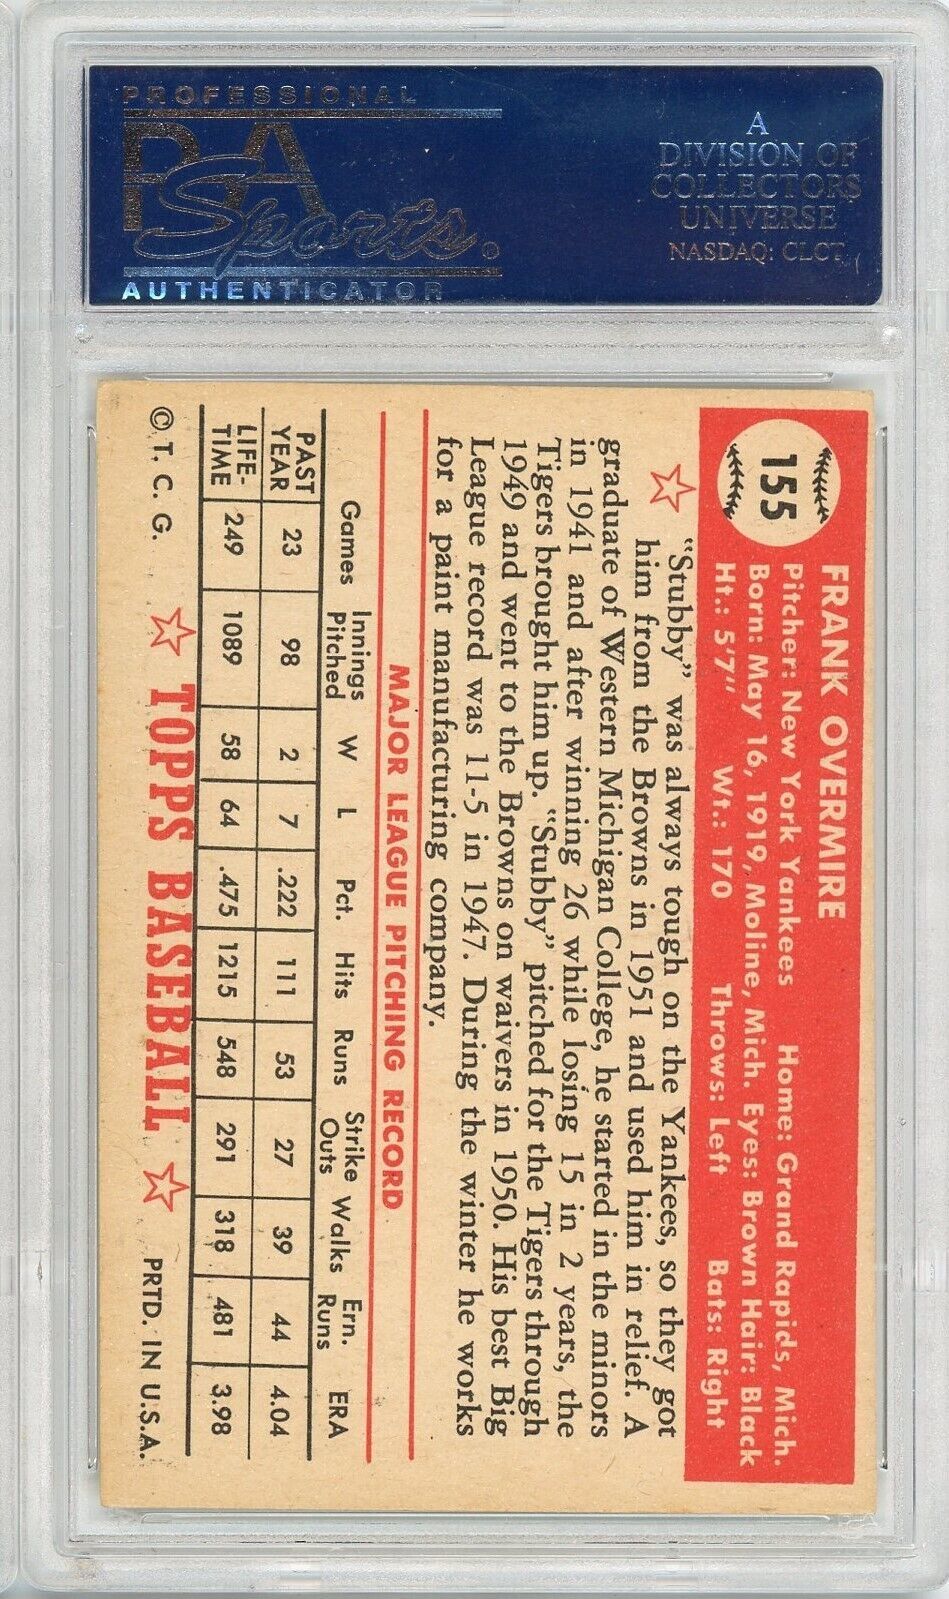 PROFESSIONAL
PSA
Sports.
AUTHENTICATOR
A
DIVISION OF
COLLECTORS
UNIVERSE
NASDAQ: CLCT
155
FRANK OVERMIRE
Pitcher: New York Yankees Home: Grand Rapids, Mich.
Born: May 16, 1919, Moline, Mich. Eyes: Brown Hair: Black
Ht.: 5'7" Wt.: 170 Throws: Left Bats: Right
"Stubby" was always tough on the Yankees, so they got
him from the Browns in 1951 and used him in relief. A
graduate of Western Michigan College, he started in the minors
in 1941 and after winning 26 while losing 15 in 2 years, the
Tigers brought him up. "Stubby" pitched for the Tigers through
1949 and went to the Browns on waivers in 1950. His best Big
League record was 11-5 in 1947. During the winter he works
for a paint manufacturing company.
MAJOR LEAGUE PITCHING RECORD
Games Innings Pitched W L Pct. Hits Runs Strike Outs Walks Ern. Runs ERA
PAST YEAR 23 98 2 7 .222 111 53 27 39 44 4.04
LIFE-TIME 249 1089 58 64 .475 1215 548 291 318 481 3.98
© T. C. G. TOPPS BASEBALL PRTD. IN U.S.A.